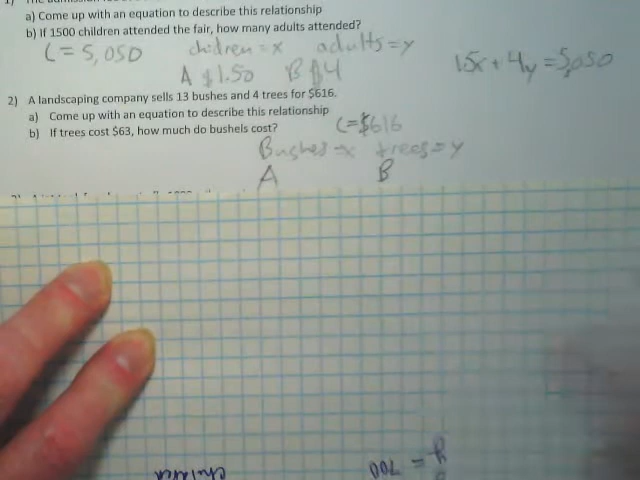 a) Come up with an equation to describe this relationship
b) If 1500 children attended the fair, how many adults attended?
C = 5,050 children = x adults = y
A $1.50 B $4 1.5x + 4y = 5,050
2) A landscaping company sells 13 bushes and 4 trees for $616.
a) Come up with an equation to describe this relationship
b) If trees cost $63, how much do bushels cost?
C=$616
Bushes = x trees = y
A B
y = 700
children